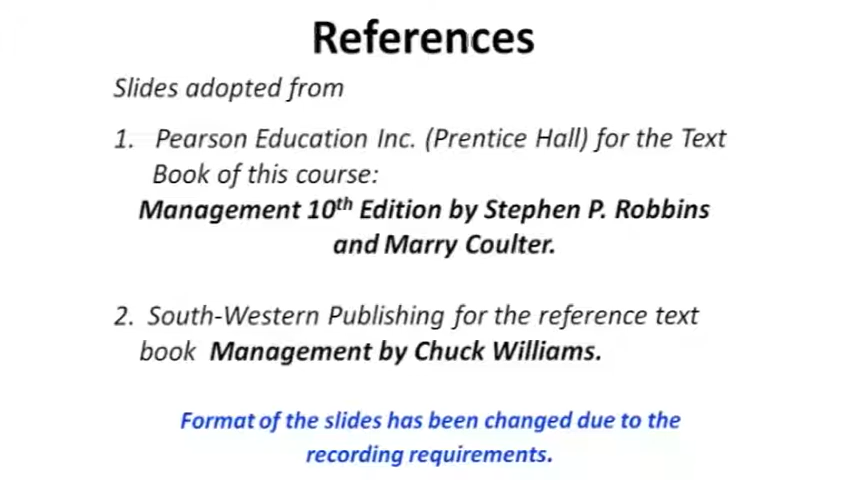 References
Slides adopted from
1. Pearson Education Inc. (Prentice Hall) for the Text
Book of this course:
Management 10th Edition by Stephen P. Robbins
and Marry Coulter.
2. South-Western Publishing for the reference text
book Management by Chuck Williams.
Format of the slides has been changed due to the
recording requirements.